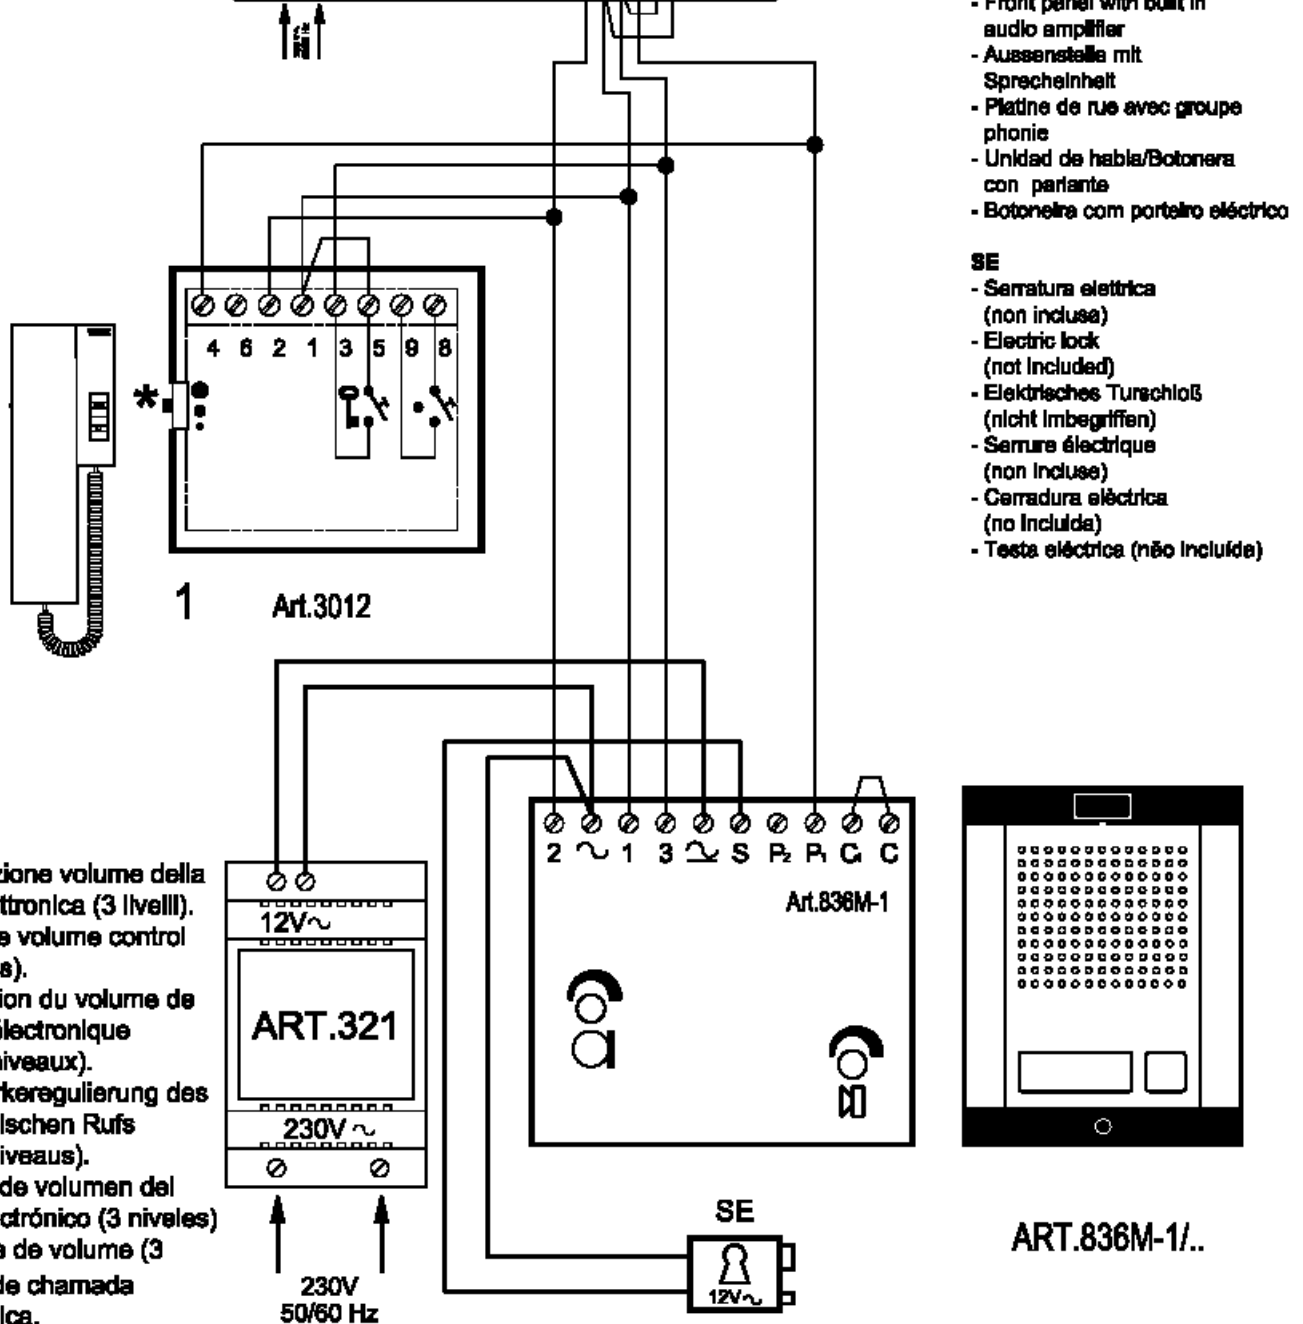 - Front panel with built in
audio amplifier
- Aussenstelle mit
Sprecheinheit
- Platine de rue avec groupe
phonie
- Unidad de habla/Botonera
con parlante
- Botoneira com porteiro eléctrico
SE
- Serratura elettrica
(non inclusa)
- Electric lock
(not included)
- Elektrisches Turschloß
(nicht imbegriffen)
- Serrure électrique
(non incluse)
- Cerradura elèctrica
(no incluida)
- Testa eléctrica (não incluída)
4 6 2 1 3 5 9 8
*
1
Art.3012
2 1 3 S P₂ P₁ C₁ C
Art.836M-1
zione volume della
ttronica (3 livelli).
e volume control
s).
ion du volume de
électronique
niveaux).
rkeregulierung des
ischen Rufs
iveaus).
de volumen del
ctrónico (3 niveles)
e de volume (3
de chamada
ica.
12V~
ART.321
230V ~
230V
50/60 Hz
SE
12V~
ART.836M-1/..